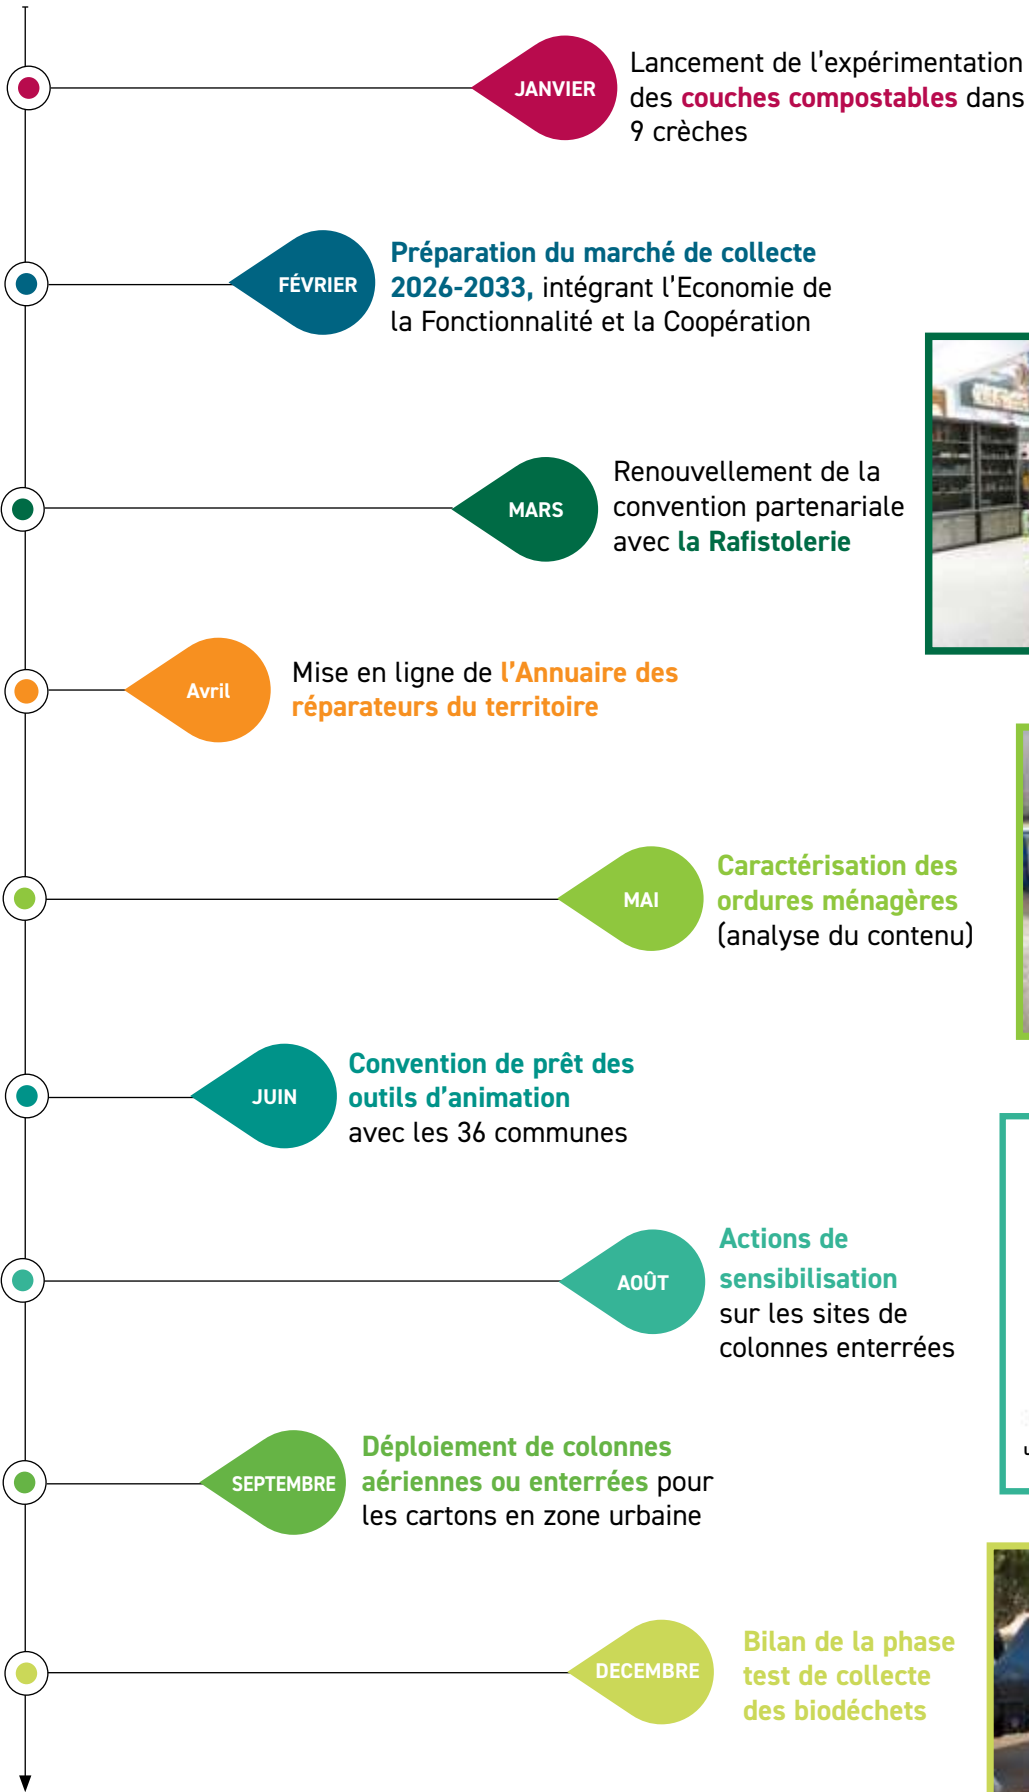 JANVIER
Lancement de l'expérimentation
des couches compostables dans
9 crèches
FÉVRIER
Préparation du marché de collecte
2026-2033, intégrant l'Economie de
la Fonctionnalité et la Coopération
MARS
Renouvellement de la
convention partenariale
avec la Rafistolerie
Avril
Mise en ligne de l'Annuaire des
réparateurs du territoire
MAI
Caractérisation des
ordures ménagères
(analyse du contenu)
JUIN
Convention de prêt des
outils d'animation
avec les 36 communes
AOÛT
Actions de
sensibilisation
sur les sites de
colonnes enterrées
SEPTEMBRE
Déploiement de colonnes
aériennes ou enterrées pour
les cartons en zone urbaine
DECEMBRE
Bilan de la phase
test de collecte
des biodéchets